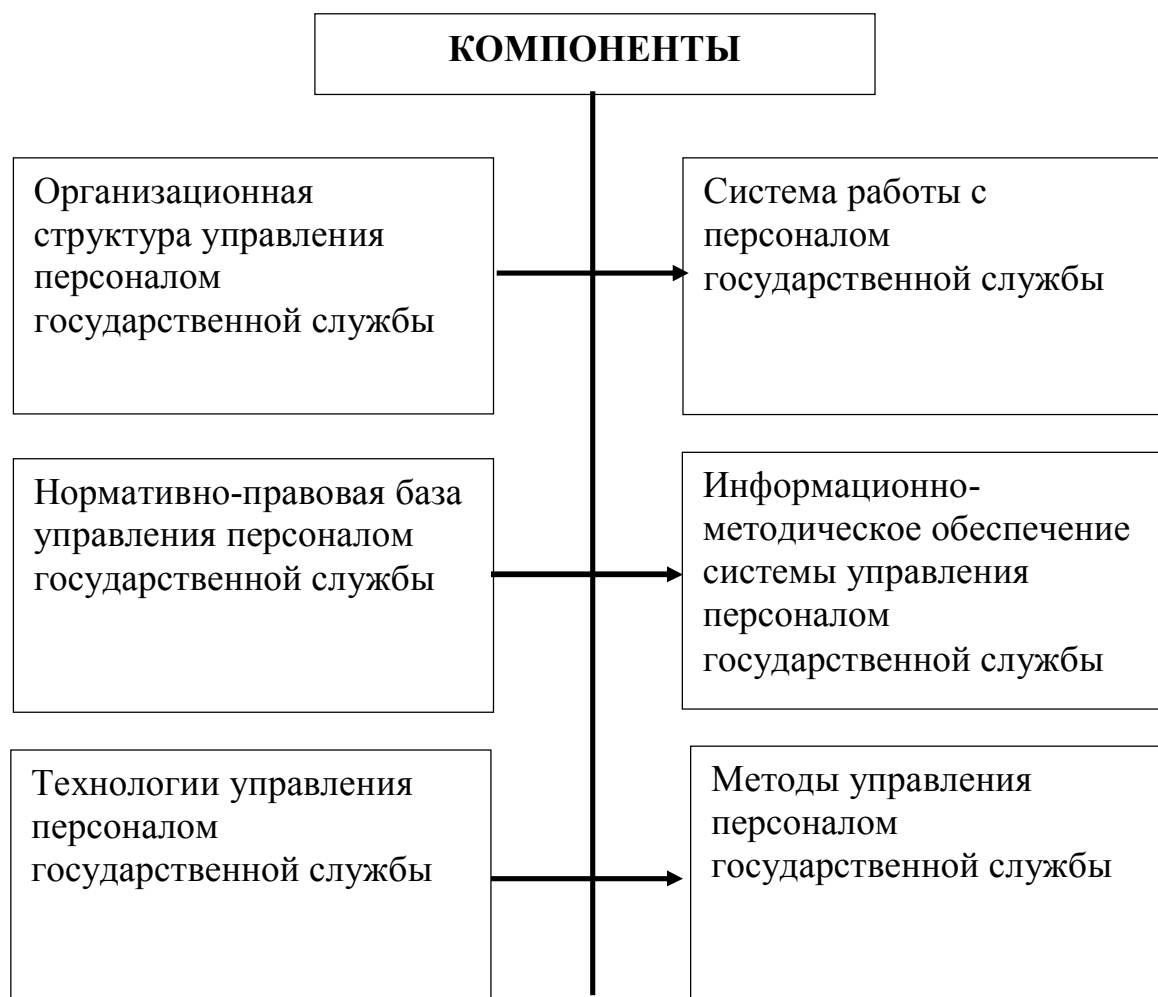 КОМПОНЕНТЫ
Организационная
структура управления
персоналом
государственной службы
Система работы с
персоналом
государственной службы
Нормативно-правовая база
управления персоналом
государственной службы
Информационно-
методическое обеспечение
системы управления
персоналом
государственной службы
Технологии управления
персоналом
государственной службы
Методы управления
персоналом
государственной службы